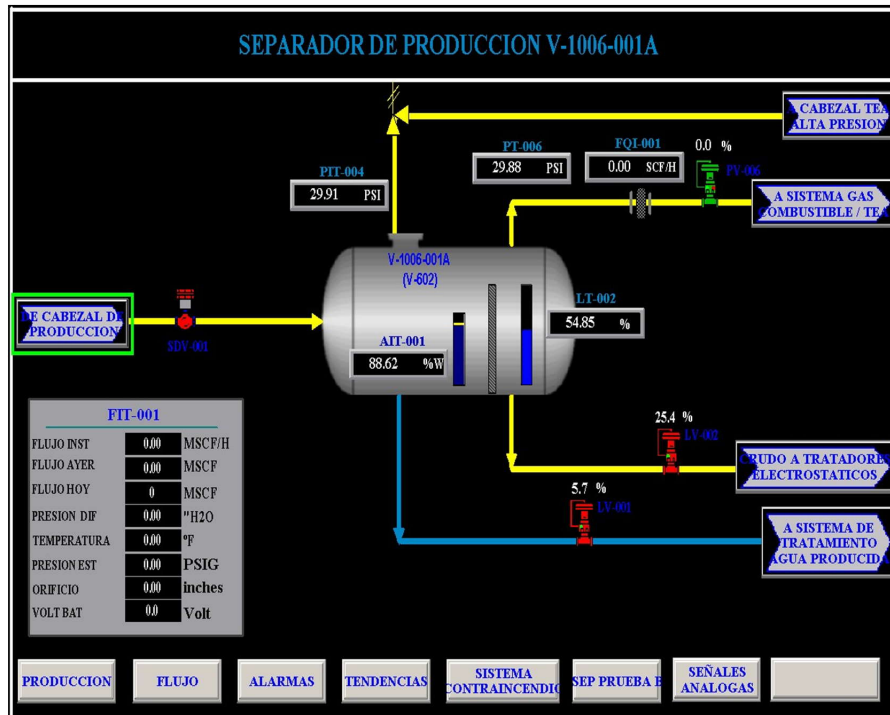 SEPARADOR DE PRODUCCION V-1006-001A
A CABEZAL TEA
ALTA PRESION
PIT-004
29.91 PSI
PT-006
29.88 PSI
FQI-001
0.00 SCF/H
0.0 %
PY-006
A SISTEMA GAS
COMBUSTIBLE / TEA
V-1006-001A
(V-602)
DE CABEZAL DE
PRODUCCION
SDV-001
LT-002
54.85 %
AIT-001
88.62 %W
25.4 %
LV-002
CRUDO A TRATADORES
ELECTROSTATICOS
5.7 %
LV-001
A SISTEMA DE
TRATAMIENTO
AGUA PRODUCIDA
FIT-001
FLUJO INST 0.00 MSCF/H
FLUJO AYER 0.00 MSCF
FLUJO HOY 0 MSCF
PRESION DIF 0.00 "H2O
TEMPERATURA 0.00 ºF
PRESION EST 0.00 PSIG
ORIFICIO 0.00 inches
VOLT BAT 0.0 Volt
PRODUCCION
FLUJO
ALARMAS
TENDENCIAS
SISTEMA
CONTRAINCENDIO
SEP PRUEBA B
SEÑALES
ANALOGAS